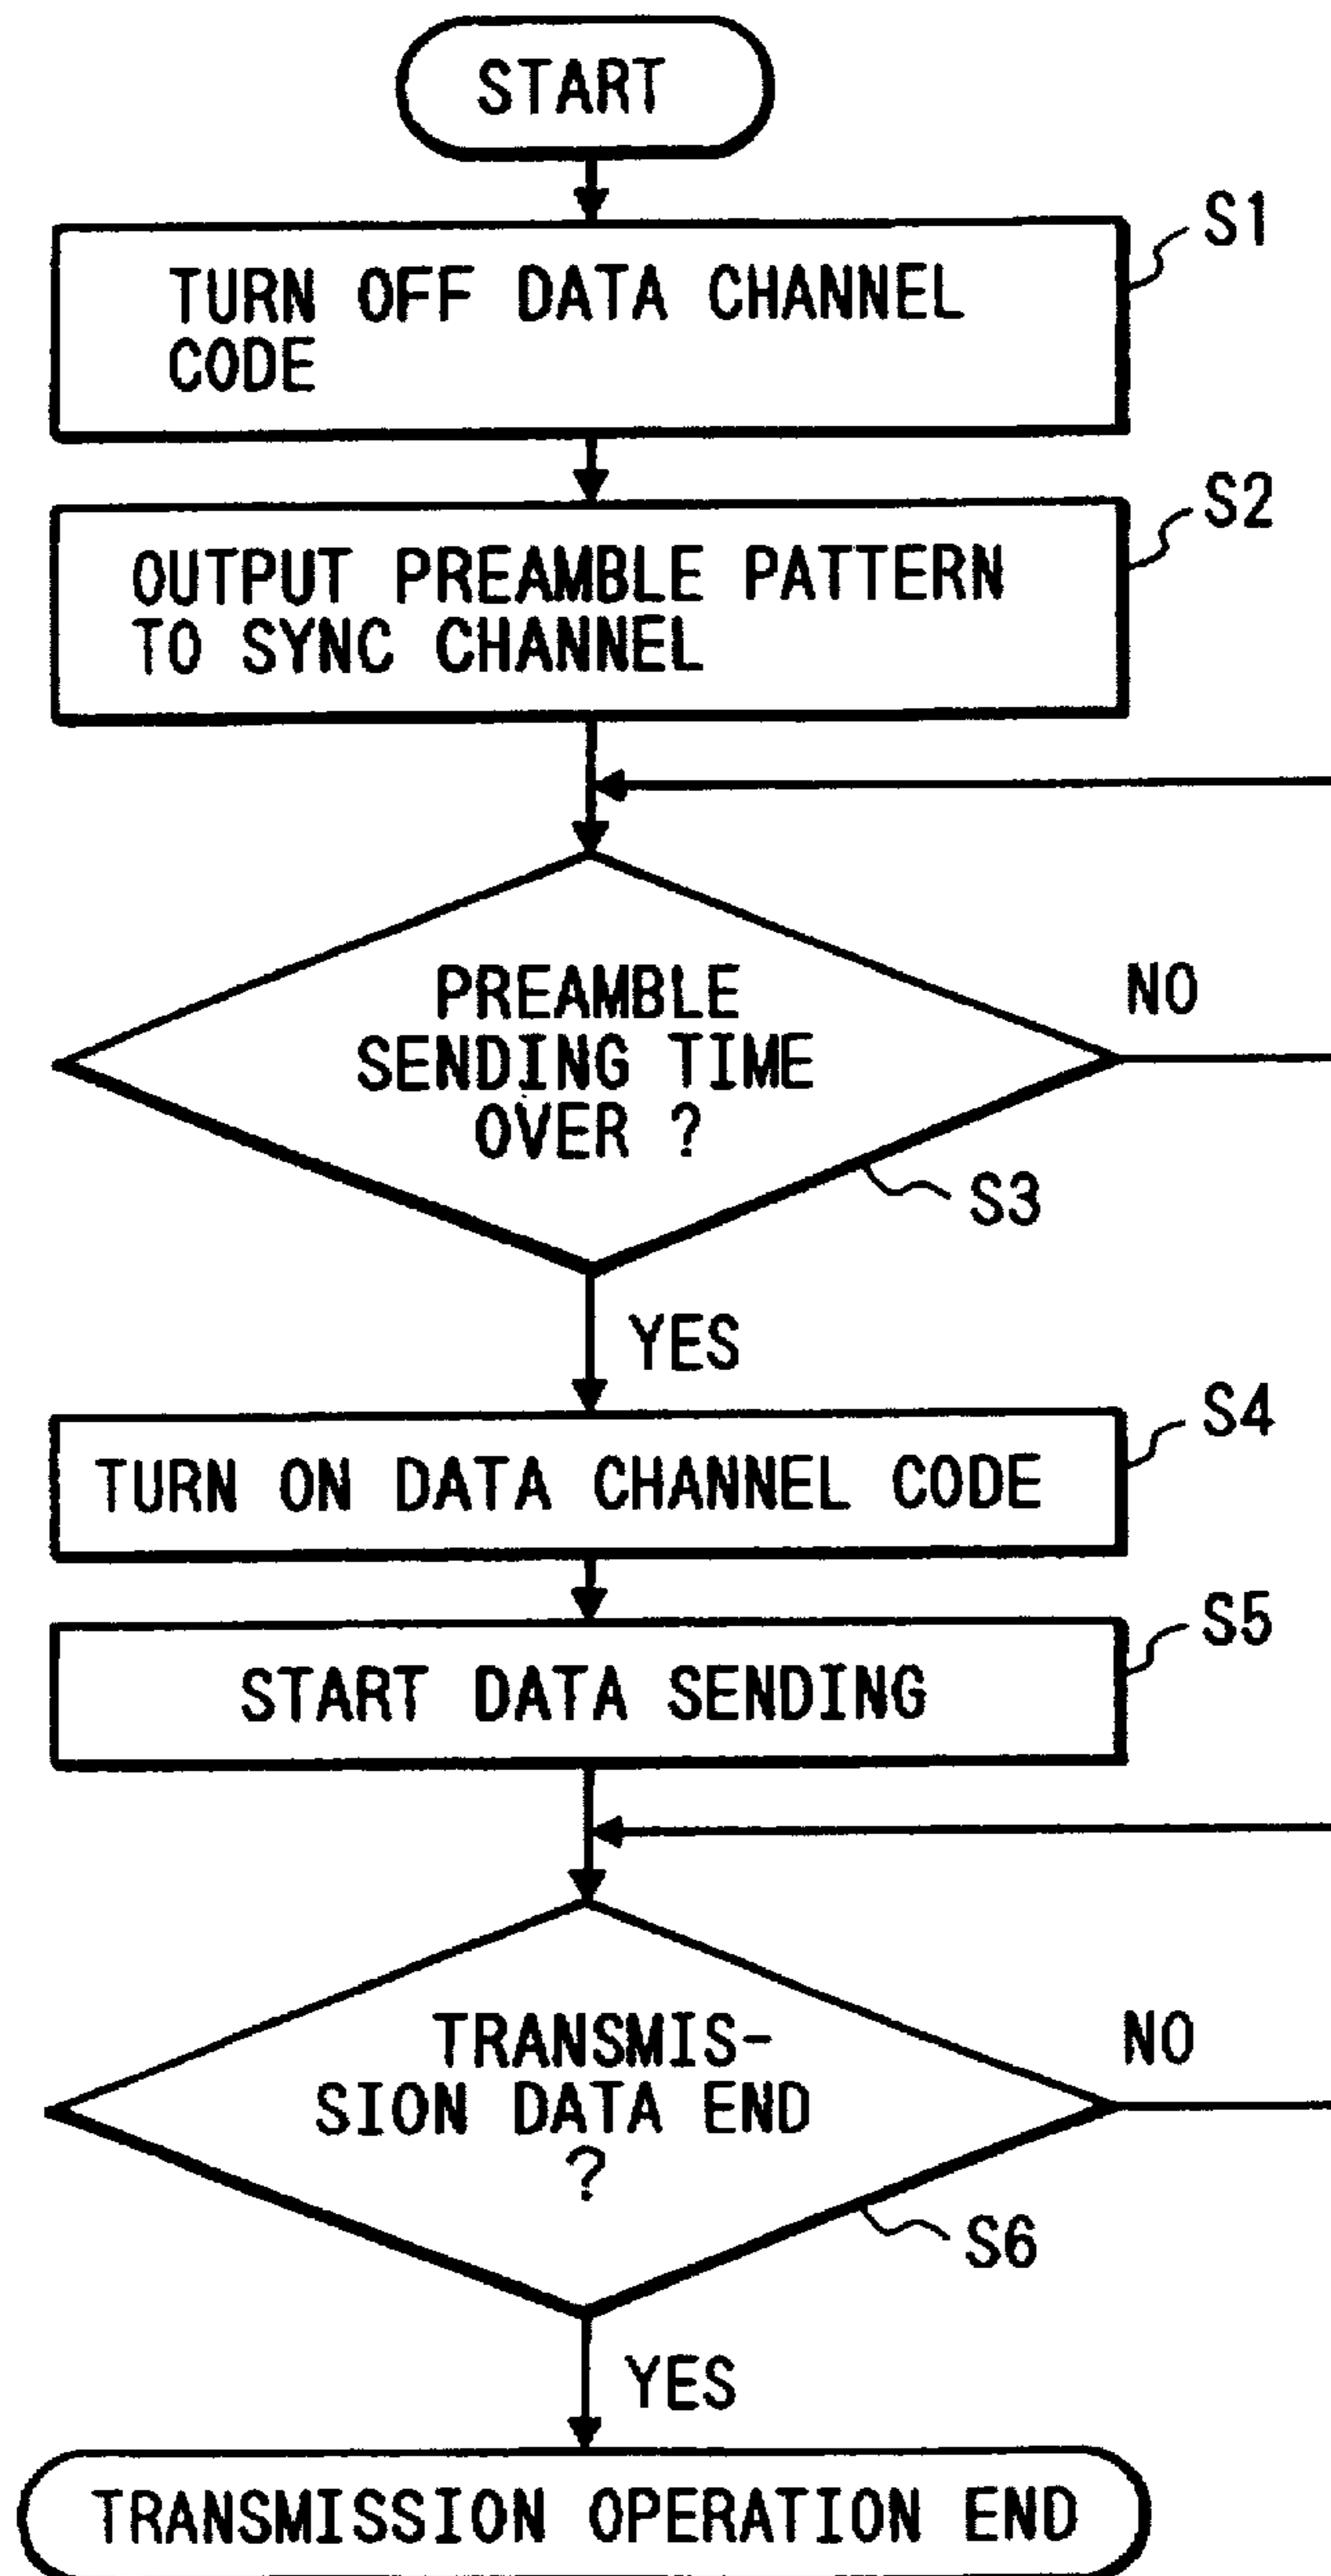 START
S1
TURN OFF DATA CHANNEL
CODE
S2
OUTPUT PREAMBLE PATTERN
TO SYNC CHANNEL
PREAMBLE
SENDING TIME
OVER ?
NO
S3
YES
S4
TURN ON DATA CHANNEL CODE
S5
START DATA SENDING
TRANSMIS-
SION DATA END
?
NO
S6
YES
TRANSMISSION OPERATION END